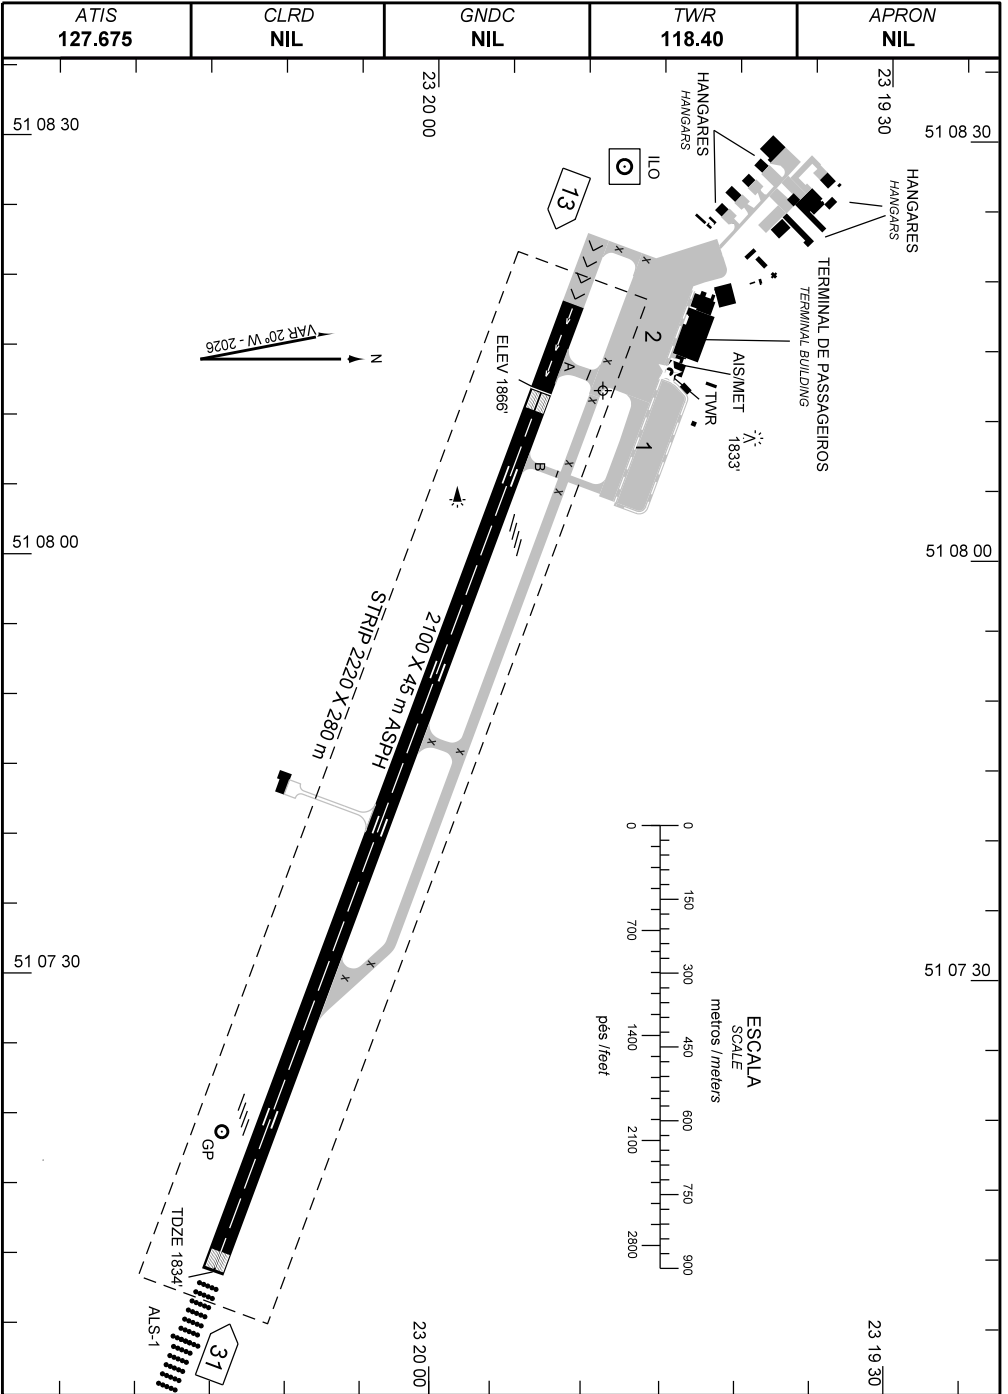 ATIS
127.675
CLRD
NIL
GNDC
NIL
TWR
118.40
APRON
NIL
23 20 00
23 19 30
51 08 30
51 08 30
HANGARES
HANGARS
HANGARES
HANGARS
ILO
13
TERMINAL DE PASSAGEIROS
TERMINAL BUILDING
VAR 20° W - 2026
N
ELEV 1866'
A
2
AIS/MET
TWR
1833'
1
B
51 08 00
51 08 00
STRIP 2220 X 280 m
2100 X 45 m ASPH
x x x x x x x x x x
51 07 30
51 07 30
ESCALA
SCALE
metros / meters
0 150 300 450 600 750 900
0 700 1400 2100 2800
pés / feet
GP
TDZE 1834'
ALS-1
31
23 20 00
23 19 30